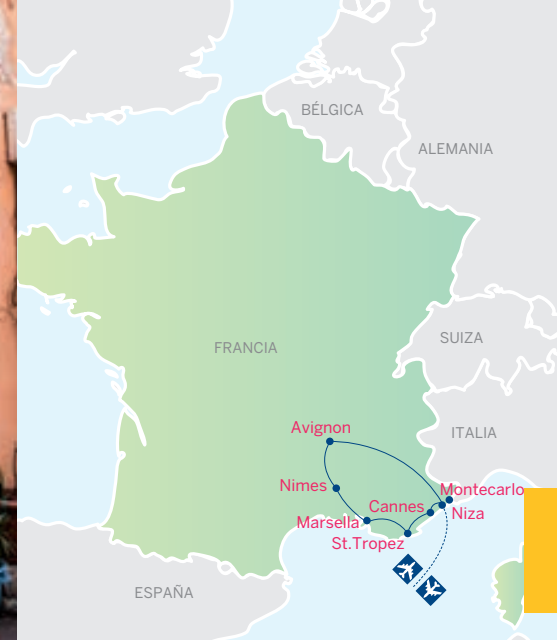 BÉLGICA
ALEMANIA
FRANCIA
SUIZA
ITALIA
Avignon
Nimes
Montecarlo
Cannes
Niza
Marsella
St.Tropez
ESPAÑA